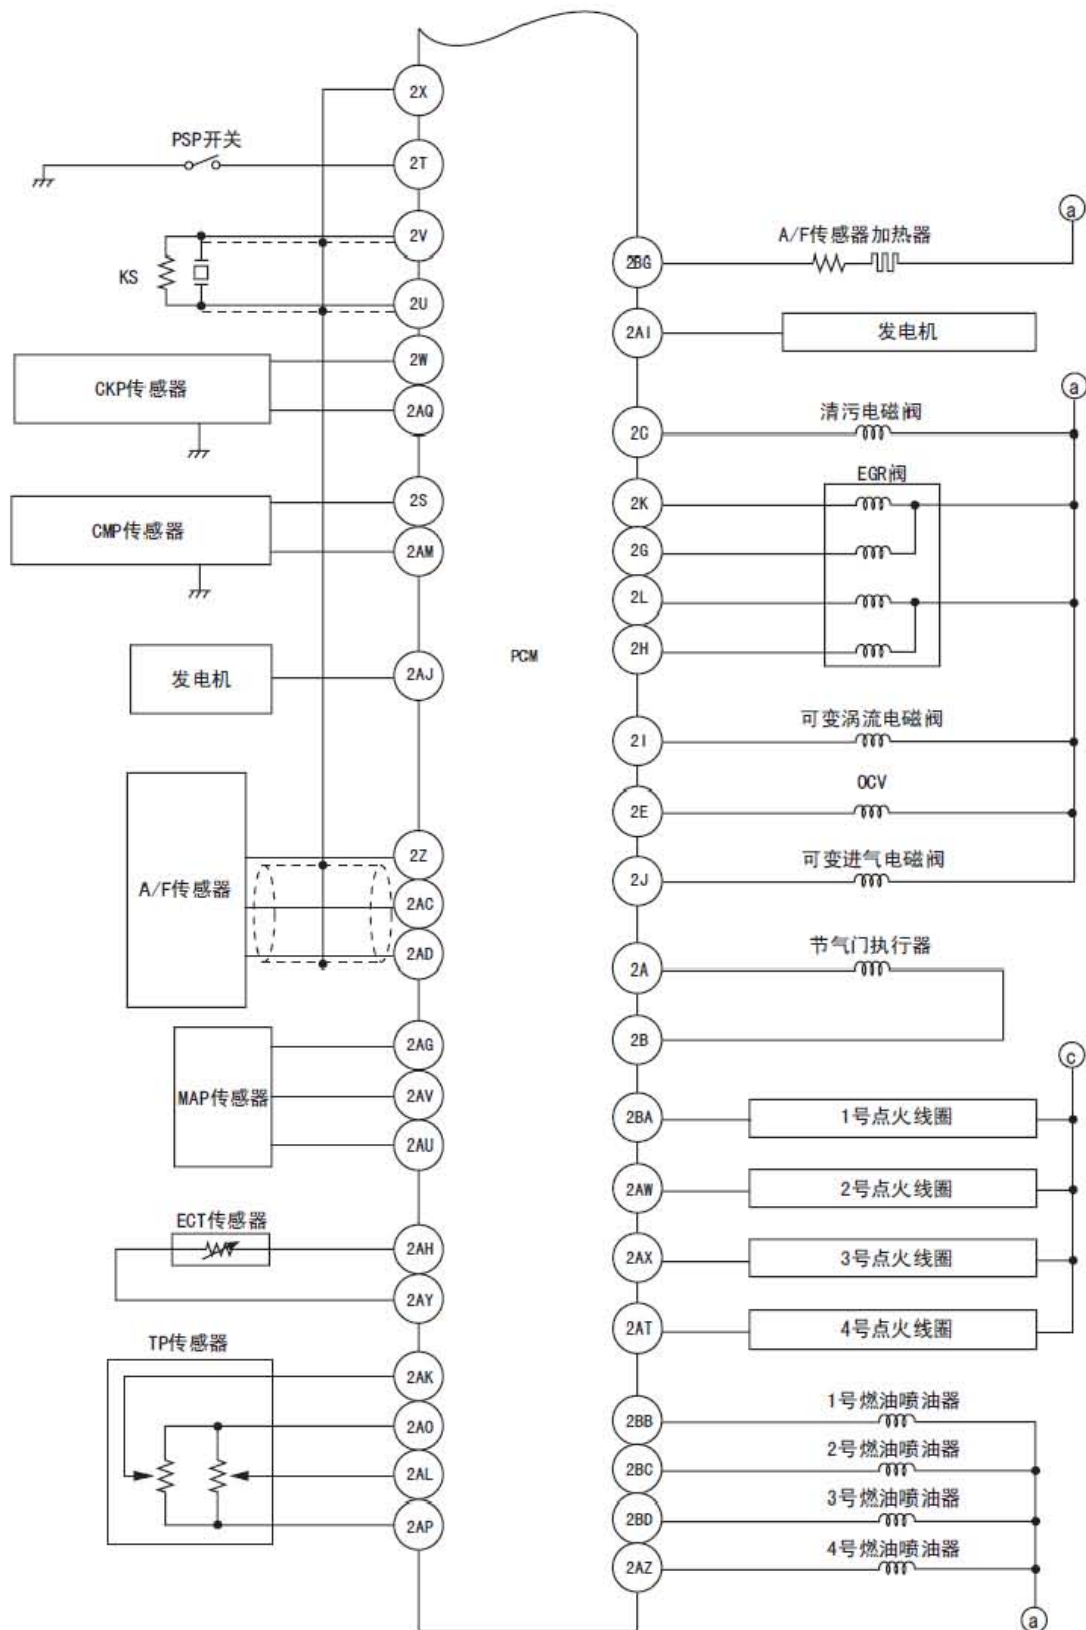 2X
PSP开关
2T
2V
KS
2U
2W
CKP传感器
2AQ
2S
CMP传感器
2AM
发电机
2AJ
2Z
A/F传感器
2AC
2AD
2AG
MAP传感器
2AV
2AU
ECT传感器
2AH
2AY
TP传感器
2AK
2AO
2AL
2AP
PCM
a
A/F传感器加热器
2BG
2AI
发电机
a
清污电磁阀
2C
EGR阀
2K
2G
2L
2H
可变涡流电磁阀
2I
OCV
2E
可变进气电磁阀
2J
节气门执行器
2A
2B
c
2BA
1号点火线圈
2AW
2号点火线圈
2AX
3号点火线圈
2AT
4号点火线圈
1号燃油喷油器
2BB
2号燃油喷油器
2BC
3号燃油喷油器
2BD
4号燃油喷油器
2AZ
a